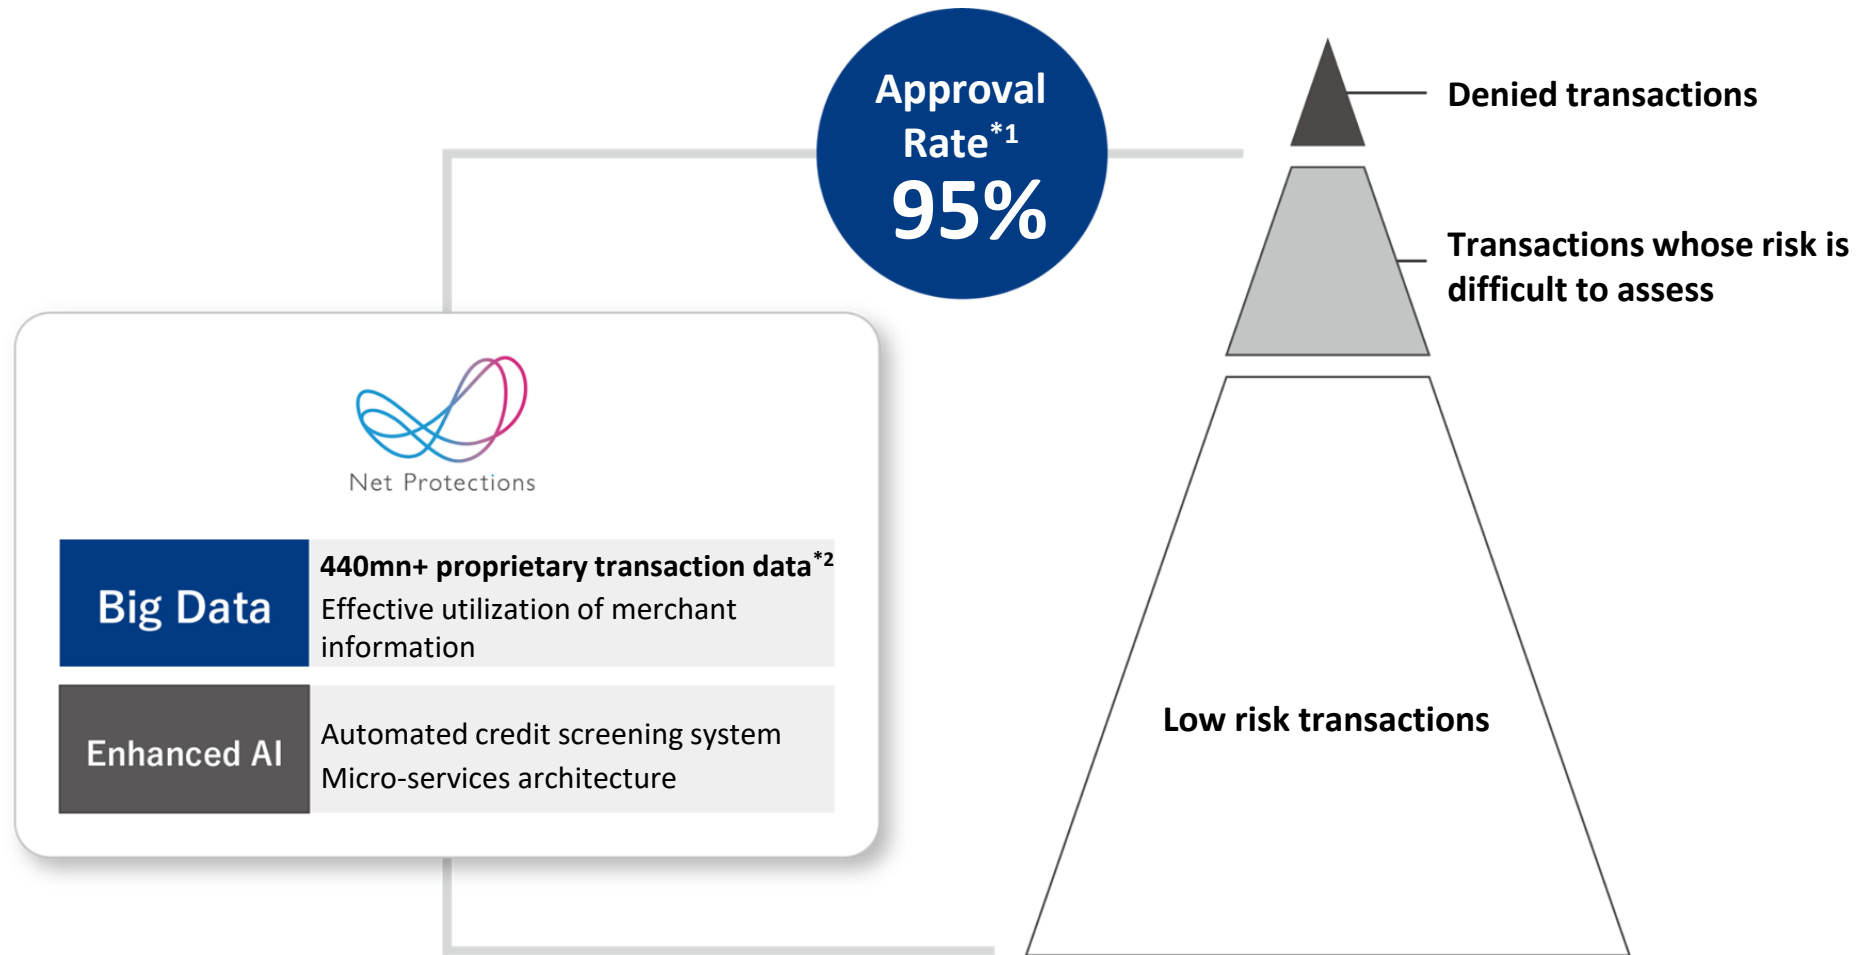 Approval
Rate*1
95%
Denied transactions
Transactions whose risk is
difficult to assess
Net Protections
Big Data
440mn+ proprietary transaction data*2
Effective utilization of merchant
information
Enhanced AI
Automated credit screening system
Micro-services architecture
Low risk transactions